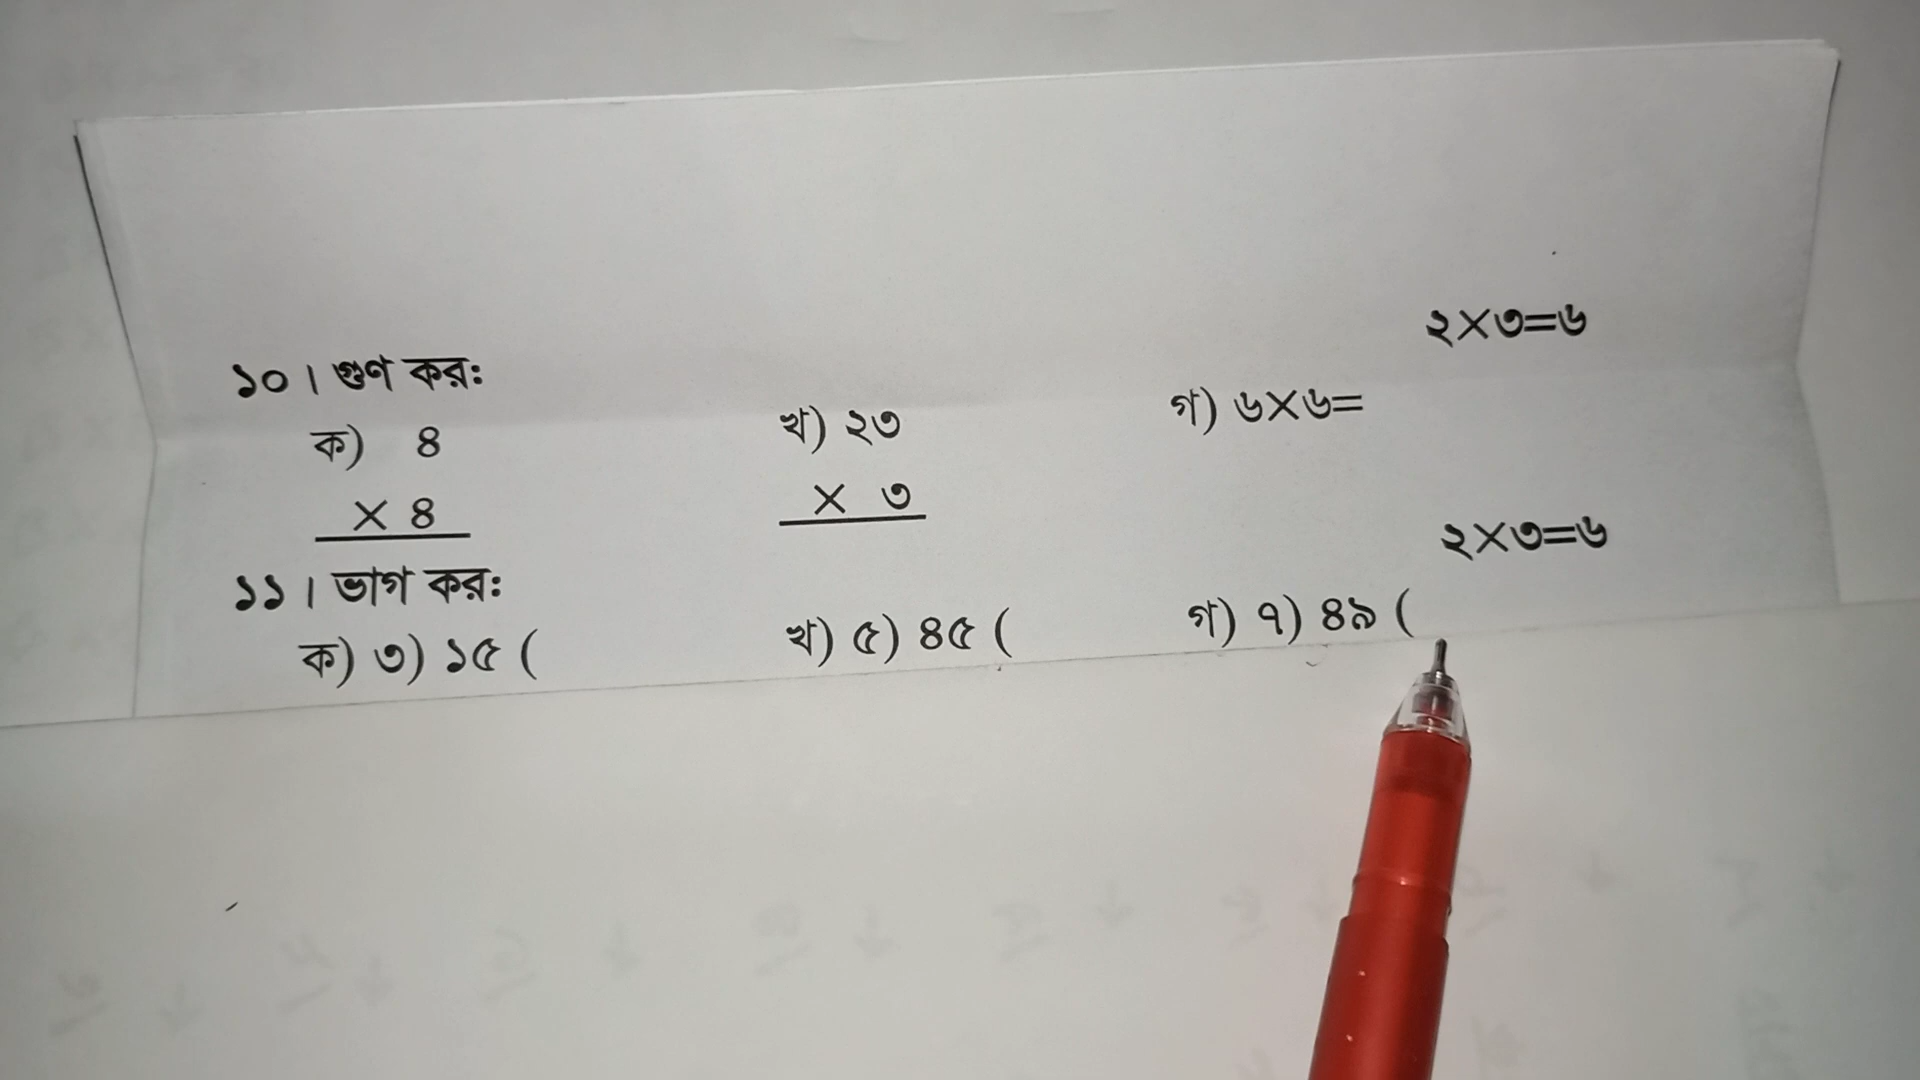 ২×৩=৬
১০। গুণ করঃ
ক) ৪ খ) ২৩ গ) ৬×৬=
× ৪ × ৩
২×৩=৬
১১। ভাগ করঃ
ক) ৩) ১৫ ( খ) ৫) ৪৫ ( গ) ৭) ৪৯ (